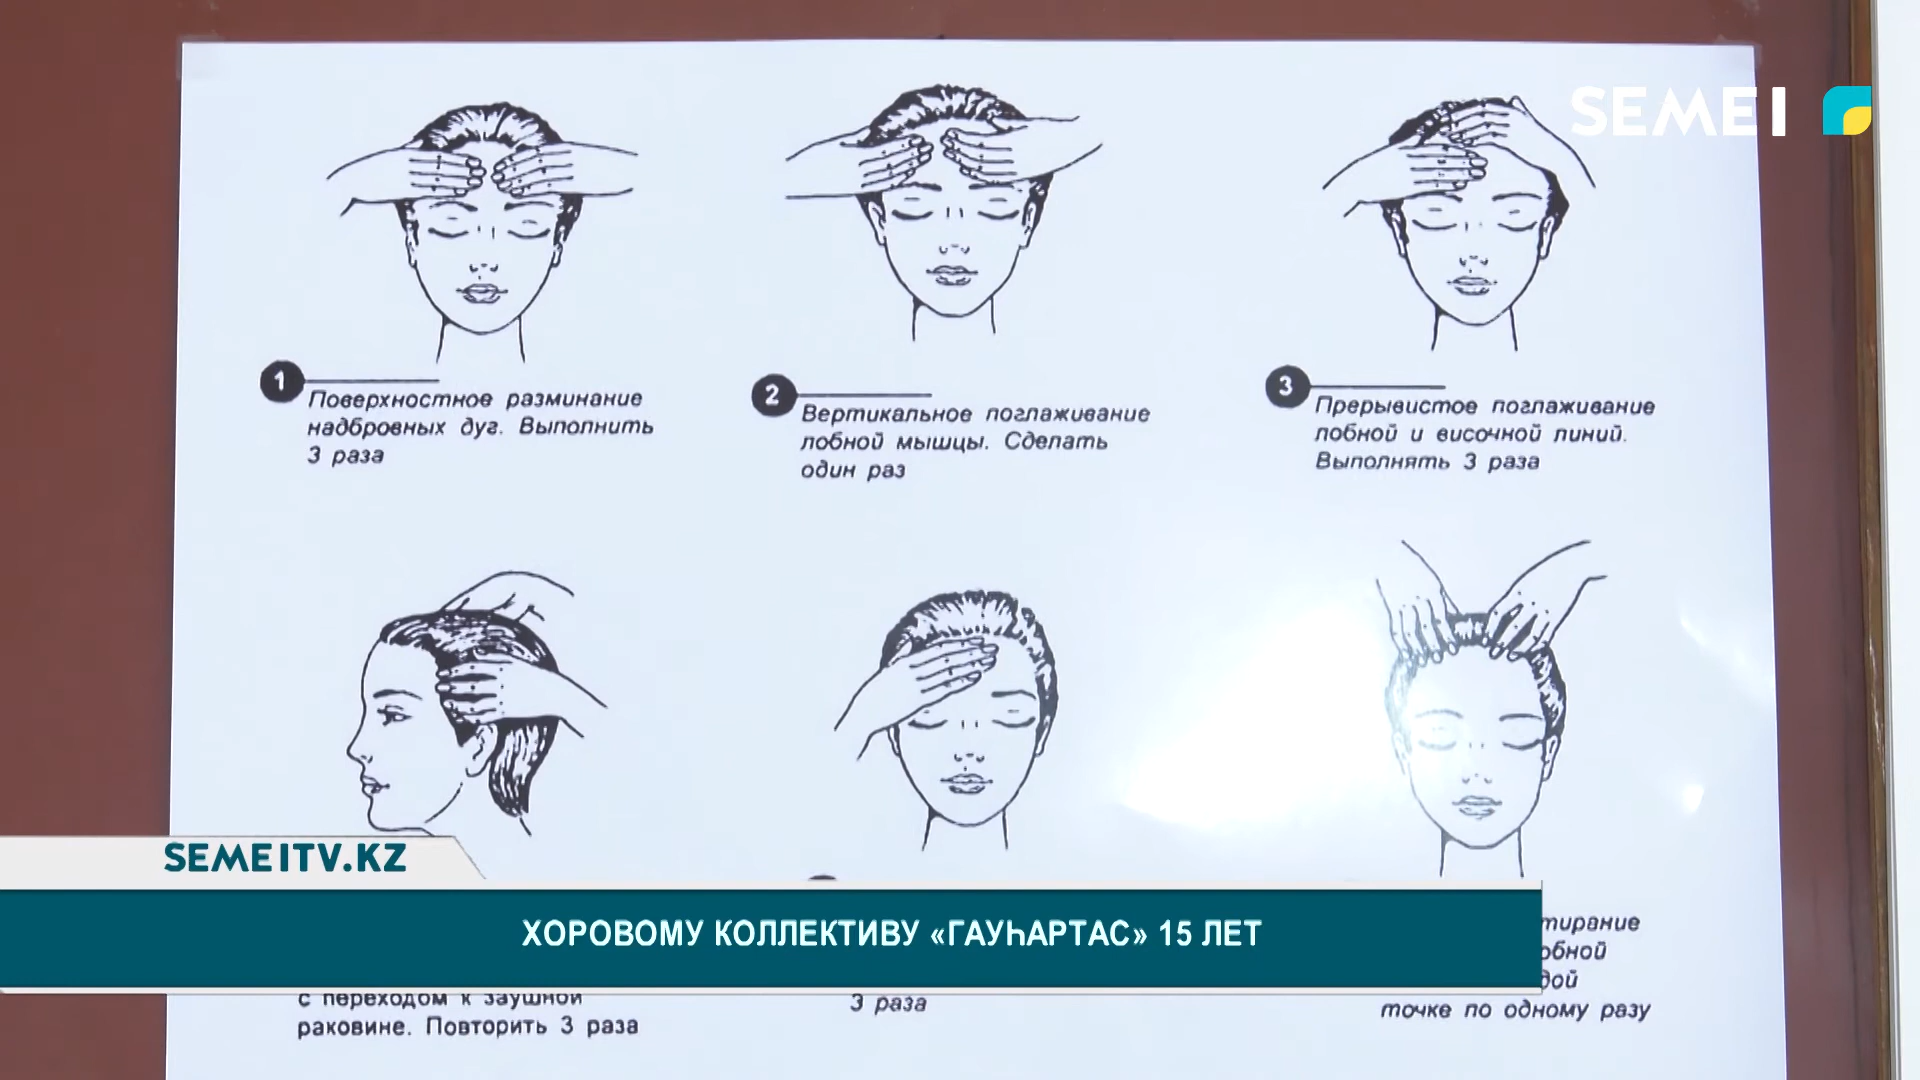 SEMEI
1
Поверхностное разминание
надбровных дуг. Выполнить
3 раза
2
Вертикальное поглаживание
лобной мышцы. Сделать
один раз
3
Прерывистое поглаживание
лобной и височной линий.
Выполнять 3 раза
SEMEITV.KZ
ХОРОВОМУ КОЛЛЕКТИВУ «ГАУҺАРТАС» 15 ЛЕТ
с переходом к заушной
раковине. Повторить 3 раза
3 раза
тирание
обной
дой
точке по одному разу